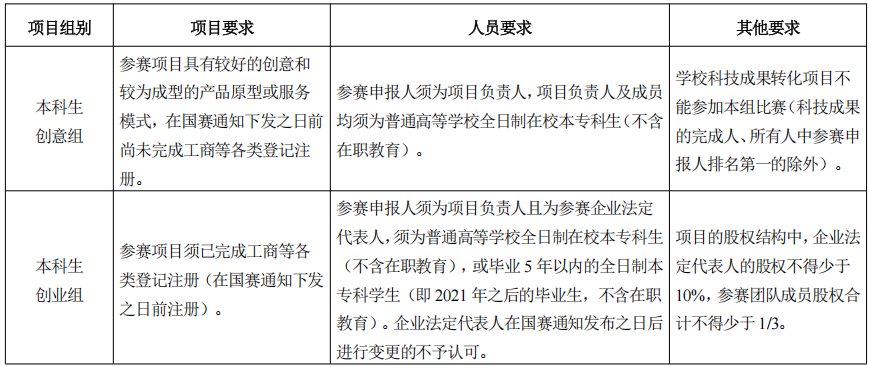 项目组别
项目要求
人员要求
其他要求
本科生
创意组
参赛项目具有较好的创意和
较为成型的产品原型或服务
模式，在国赛通知下发之日前
尚未完成工商等各类登记注
册。
参赛申报人须为项目负责人，项目负责人及成员
均须为普通高等学校全日制在校本专科生（不含
在职教育）。
学校科技成果转化项目不
能参加本组比赛（科技成果
的完成人、所有人中参赛申
报人排名第一的除外）。
本科生
创业组
参赛项目须已完成工商等各
类登记注册（在国赛通知下发
之日前注册）。
参赛申报人须为项目负责人且为参赛企业法定
代表人，须为普通高等学校全日制在校本专科生
（不含在职教育），或毕业 5 年以内的全日制本
专科学生（即 2021 年之后的毕业生，不含在职
教育）。企业法定代表人在国赛通知发布之日后
进行变更的不予认可。
项目的股权结构中，企业法
定代表人的股权不得少于
10%，参赛团队成员股权合
计不得少于 1/3。